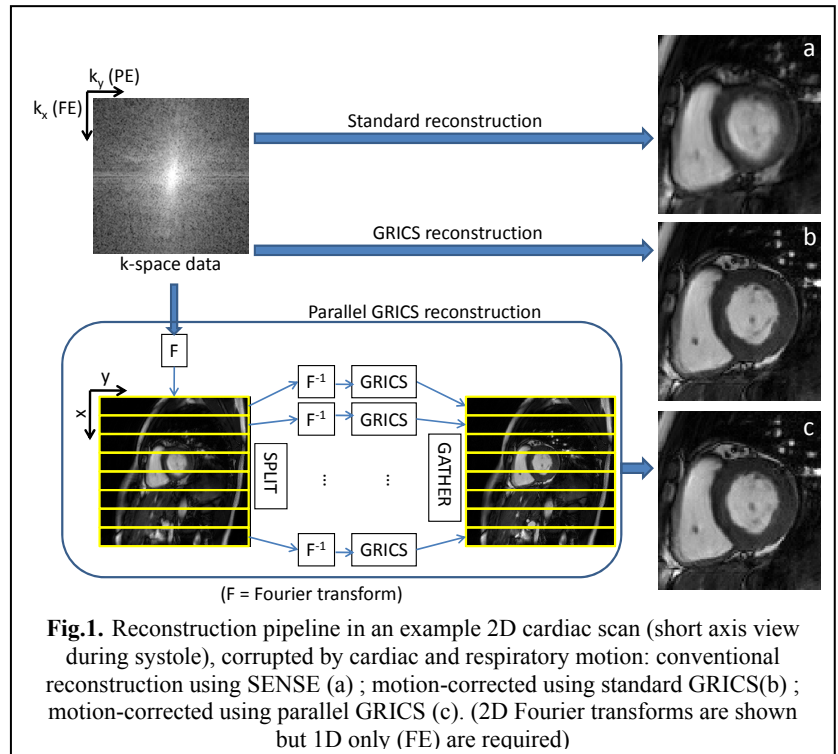 k_y (PE)
k_x (FE)
k-space data
Standard reconstruction
GRICS reconstruction
a
b
c
Parallel GRICS reconstruction
F
y
x
SPLIT
F⁻¹ GRICS
F⁻¹ GRICS
... ...
F⁻¹ GRICS
GATHER
(F = Fourier transform)
Fig.1. Reconstruction pipeline in an example 2D cardiac scan (short axis view
during systole), corrupted by cardiac and respiratory motion: conventional
reconstruction using SENSE (a) ; motion-corrected using standard GRICS(b) ;
motion-corrected using parallel GRICS (c). (2D Fourier transforms are shown
but 1D only (FE) are required)